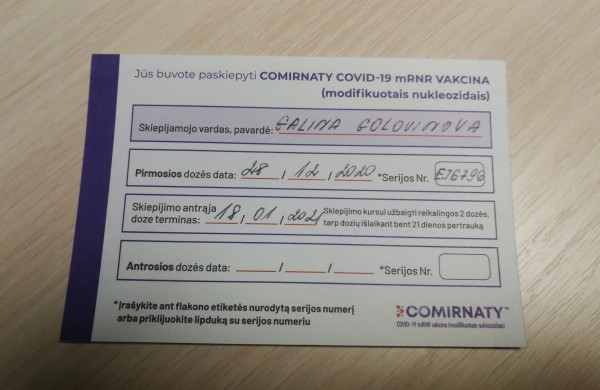 Jūs buvote paskiepyti COMIRNATY COVID-19 mRNR VAKCINA
(modifikuotais nukleozidais)
Skiepijamojo vardas, pavardė: GALINA GOLOVINOVA
Pirmosios dozės data: 28 / 12 / 2020 *Serijos Nr. EJ6796
Skiepijimo antrąja
doze terminas: 18, 01, 2021
Skiepijimo kursui užbaigti reikalingos 2 dozės,
tarp dozių išlaikant bent 21 dienos pertrauką
Antrosios dozės data: / / *Serijos Nr.
*Įrašykite ant flakono etiketės nurodytą serijos numerį
arba priklijuokite lipduką su serijos numeriu
COMIRNATY™
COVID-19 mRNR vakcina (modifikuotais nukleozidais)